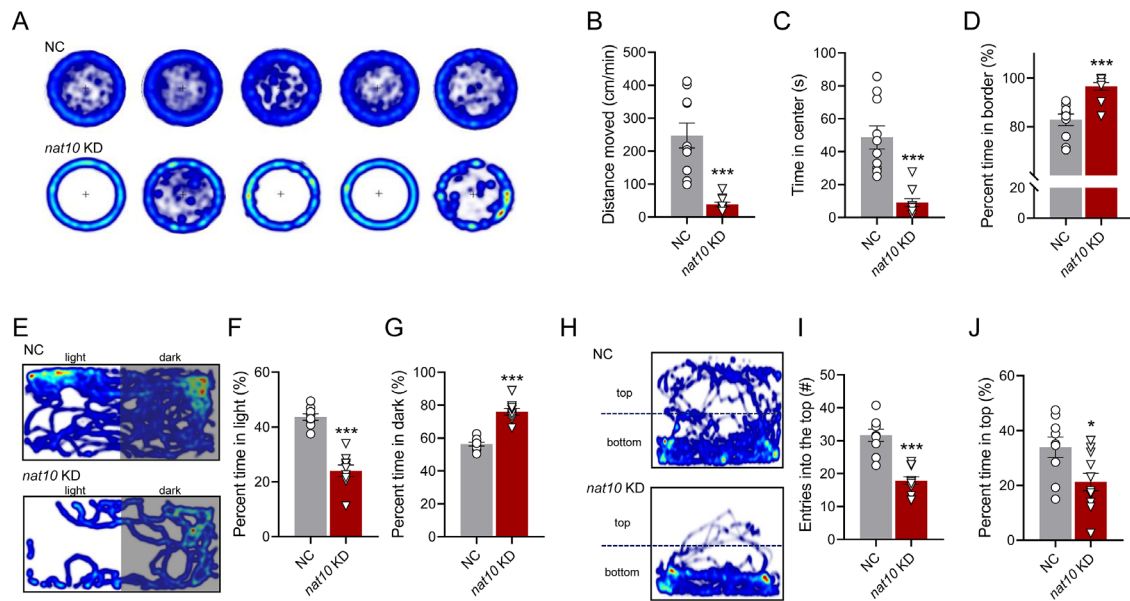 A
NC
nat10 KD
B
Distance moved (cm/min)
500
400
300
200
100
0
***
NC
nat10 KD
C
Time in center (s)
100
80
60
40
20
0
***
NC
nat10 KD
D
Percent time in border (%)
100
80
20
0
***
NC
nat10 KD
E
NC
light dark
nat10 KD
light dark
F
Percent time in light (%)
60
40
20
0
***
NC
nat10 KD
G
Percent time in dark (%)
100
80
60
40
20
0
***
NC
nat10 KD
H
NC
top
bottom
nat10 KD
top
bottom
I
Entries into the top (#)
50
40
30
20
10
0
***
NC
nat10 KD
J
Percent time in top (%)
60
40
20
0
*
NC
nat10 KD